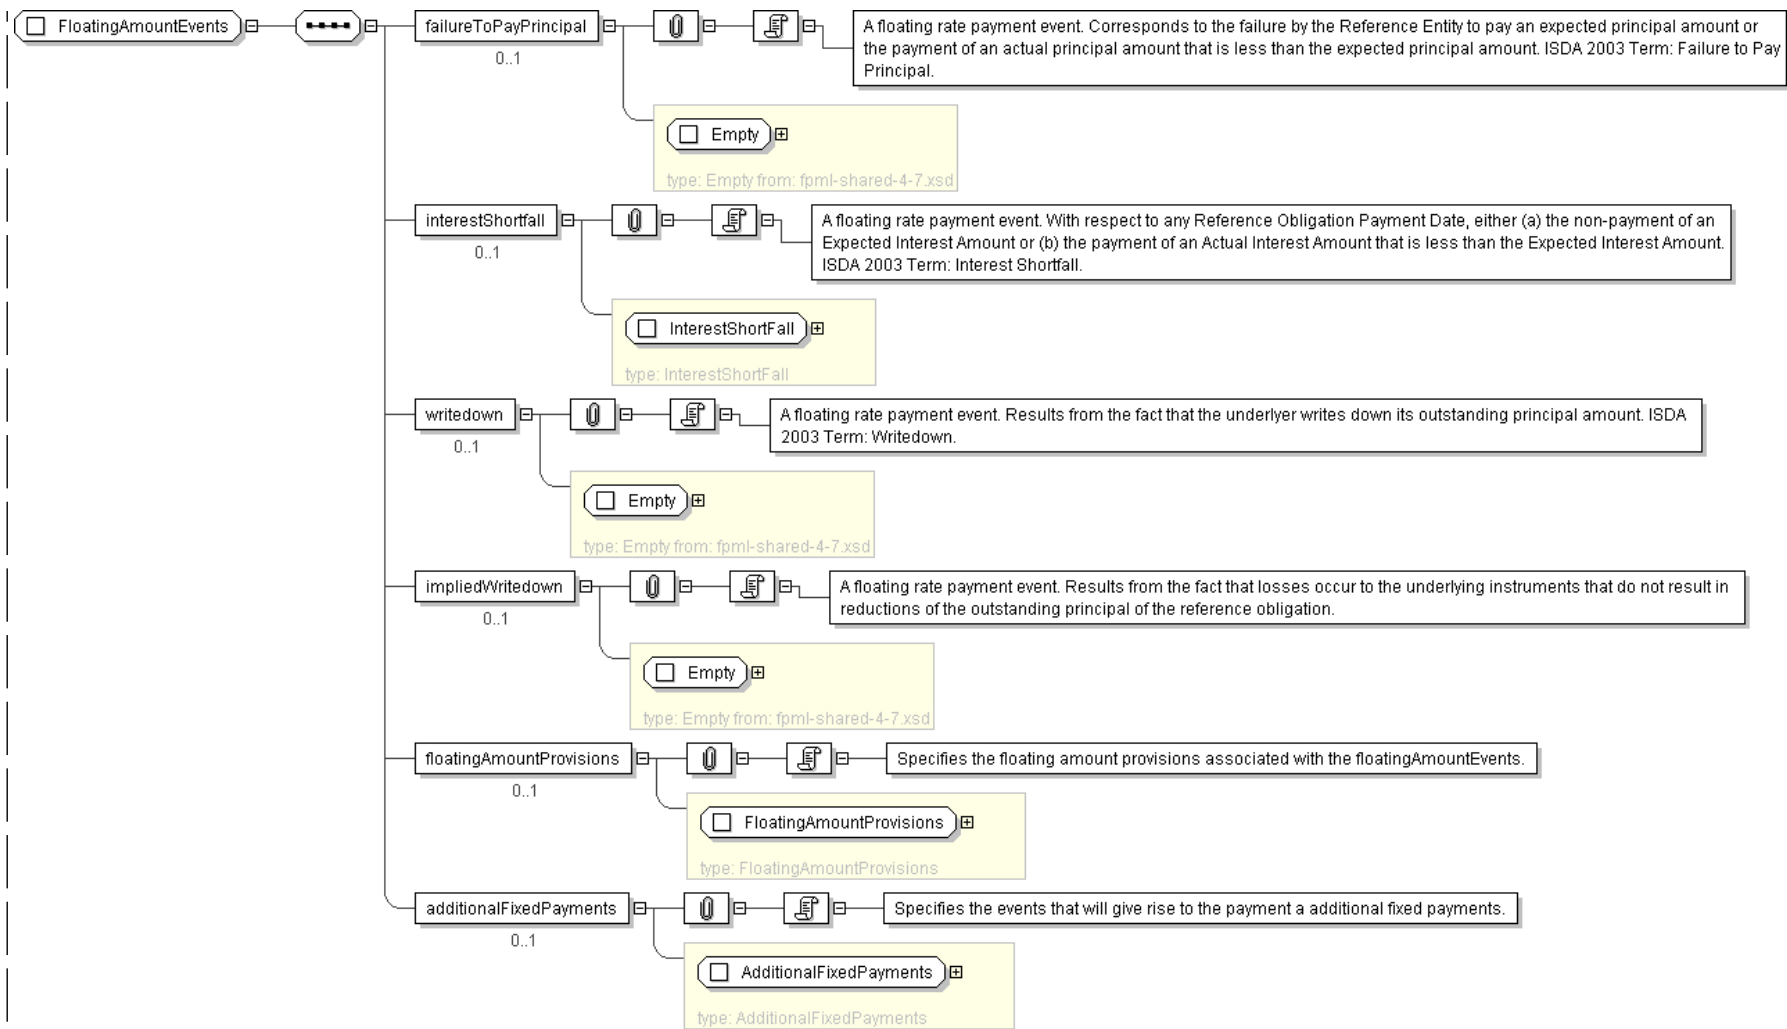 FloatingAmountEvents
failureToPayPrincipal
0..1
A floating rate payment event. Corresponds to the failure by the Reference Entity to pay an expected principal amount or
the payment of an actual principal amount that is less than the expected principal amount. ISDA 2003 Term: Failure to Pay
Principal.
Empty
type: Empty from: fpml-shared-4-7.xsd
interestShortfall
0..1
A floating rate payment event. With respect to any Reference Obligation Payment Date, either (a) the non-payment of an
Expected Interest Amount or (b) the payment of an Actual Interest Amount that is less than the Expected Interest Amount.
ISDA 2003 Term: Interest Shortfall.
InterestShortFall
type: InterestShortFall
writedown
0..1
A floating rate payment event. Results from the fact that the underlyer writes down its outstanding principal amount. ISDA
2003 Term: Writedown.
Empty
type: Empty from: fpml-shared-4-7.xsd
impliedWritedown
0..1
A floating rate payment event. Results from the fact that losses occur to the underlying instruments that do not result in
reductions of the outstanding principal of the reference obligation.
Empty
type: Empty from: fpml-shared-4-7.xsd
floatingAmountProvisions
0..1
Specifies the floating amount provisions associated with the floatingAmountEvents.
FloatingAmountProvisions
type: FloatingAmountProvisions
additionalFixedPayments
0..1
Specifies the events that will give rise to the payment a additional fixed payments.
AdditionalFixedPayments
type: AdditionalFixedPayments